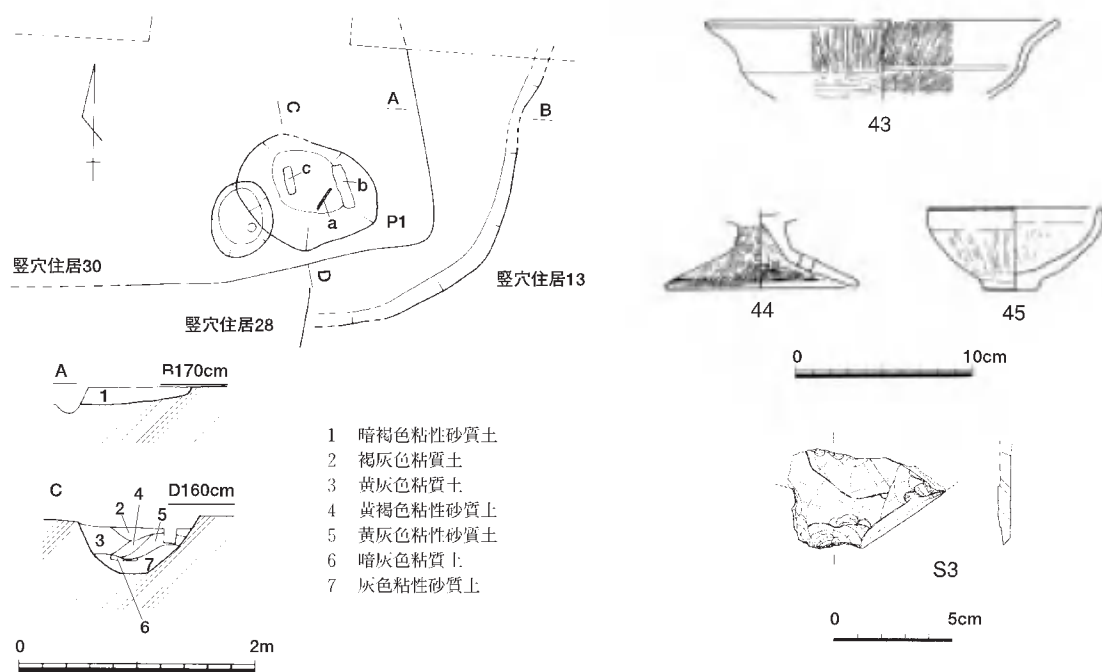 A
B
C
c
b
a
P1
D
竪穴住居30
竪穴住居13
竪穴住居28
A
B170cm
1
C
D160cm
4
2
5
3
7
6
0 2m
1 暗褐色粘性砂質土
2 褐灰色粘質土
3 黄灰色粘質土
4 黄褐色粘性砂質土
5 黄灰色粘性砂質土
6 暗灰色粘質土
7 灰色粘性砂質土
43
44
45
0 10cm
S3
0 5cm